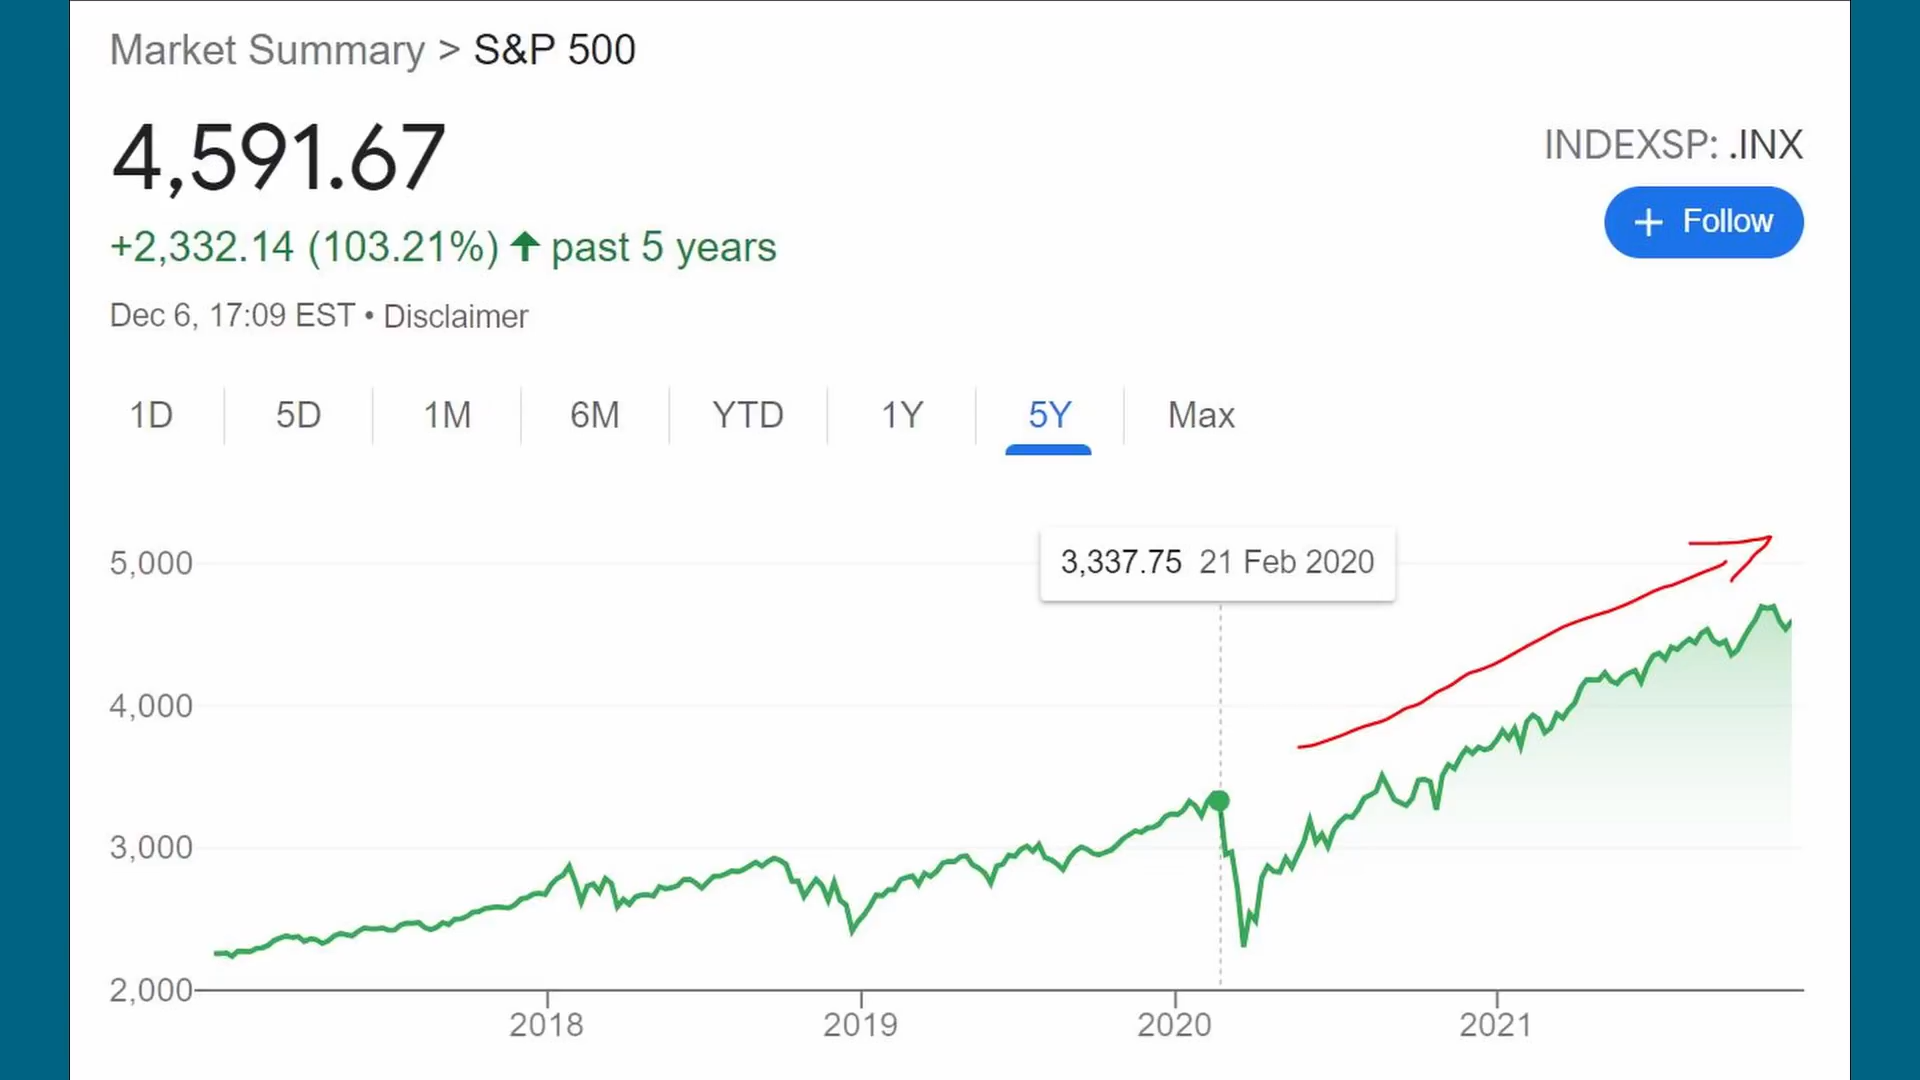 Market Summary > S&P 500
4,591.67
INDEXSP: .INX
+ Follow
+2,332.14 (103.21%) ↑ past 5 years
Dec 6, 17:09 EST • Disclaimer
1D 5D 1M 6M YTD 1Y 5Y Max
3,337.75 21 Feb 2020
5,000
4,000
3,000
2,000
2018 2019 2020 2021